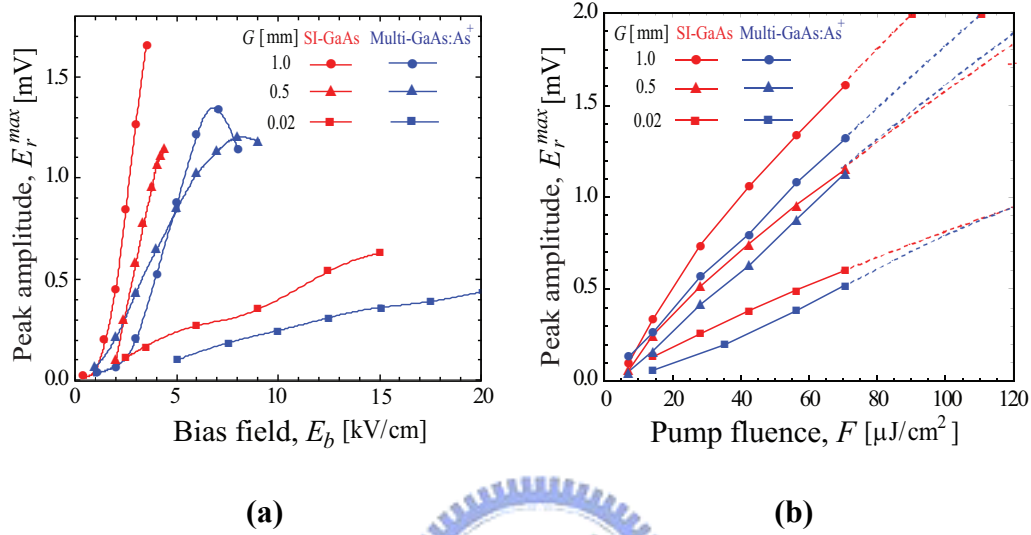 G [mm] SI-GaAs Multi-GaAs:As+
1.0
0.5
0.02
Peak amplitude, E_r^max [mV]
1.5
1.0
0.5
0.0
0 5 10 15 20
Bias field, E_b [kV/cm]
(a)
G [mm] SI-GaAs Multi-GaAs:As+
1.0
0.5
0.02
Peak amplitude, E_r^max [mV]
2.0
1.5
1.0
0.5
0.0
0 20 40 60 80 100 120
Pump fluence, F [μJ/cm²]
(b)